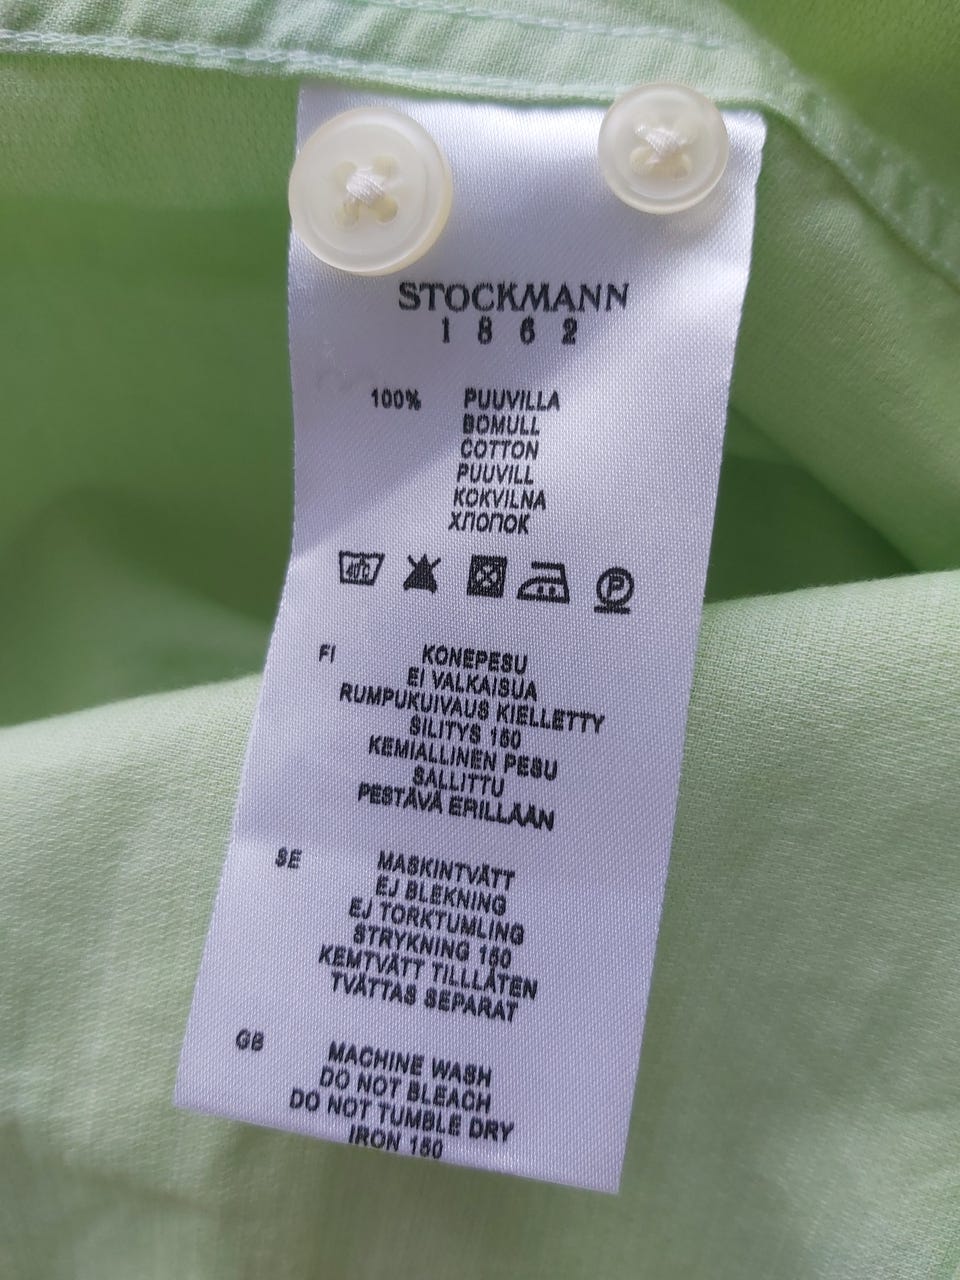 STOCKMANN
1862
100% PUUVILLA
BOMULL
COTTON
PUUVILL
KOKVILNA
ХЛОПОК
40°C P
FI KONEPESU
EI VALKAISUA
RUMPUKUIVAUS KIELLETTY
SILITYS 150
KEMIALLINEN PESU
SALLITTU
PESTÄVÄ ERILLÄÄN
SE MASKINTVÄTT
EJ BLEKNING
EJ TORKTUMLING
STRYKNING 150
KEMTVÄTT TILLLÅTEN
TVÄTTAS SEPARAT
GB MACHINE WASH
DO NOT BLEACH
DO NOT TUMBLE DRY
IRON 150